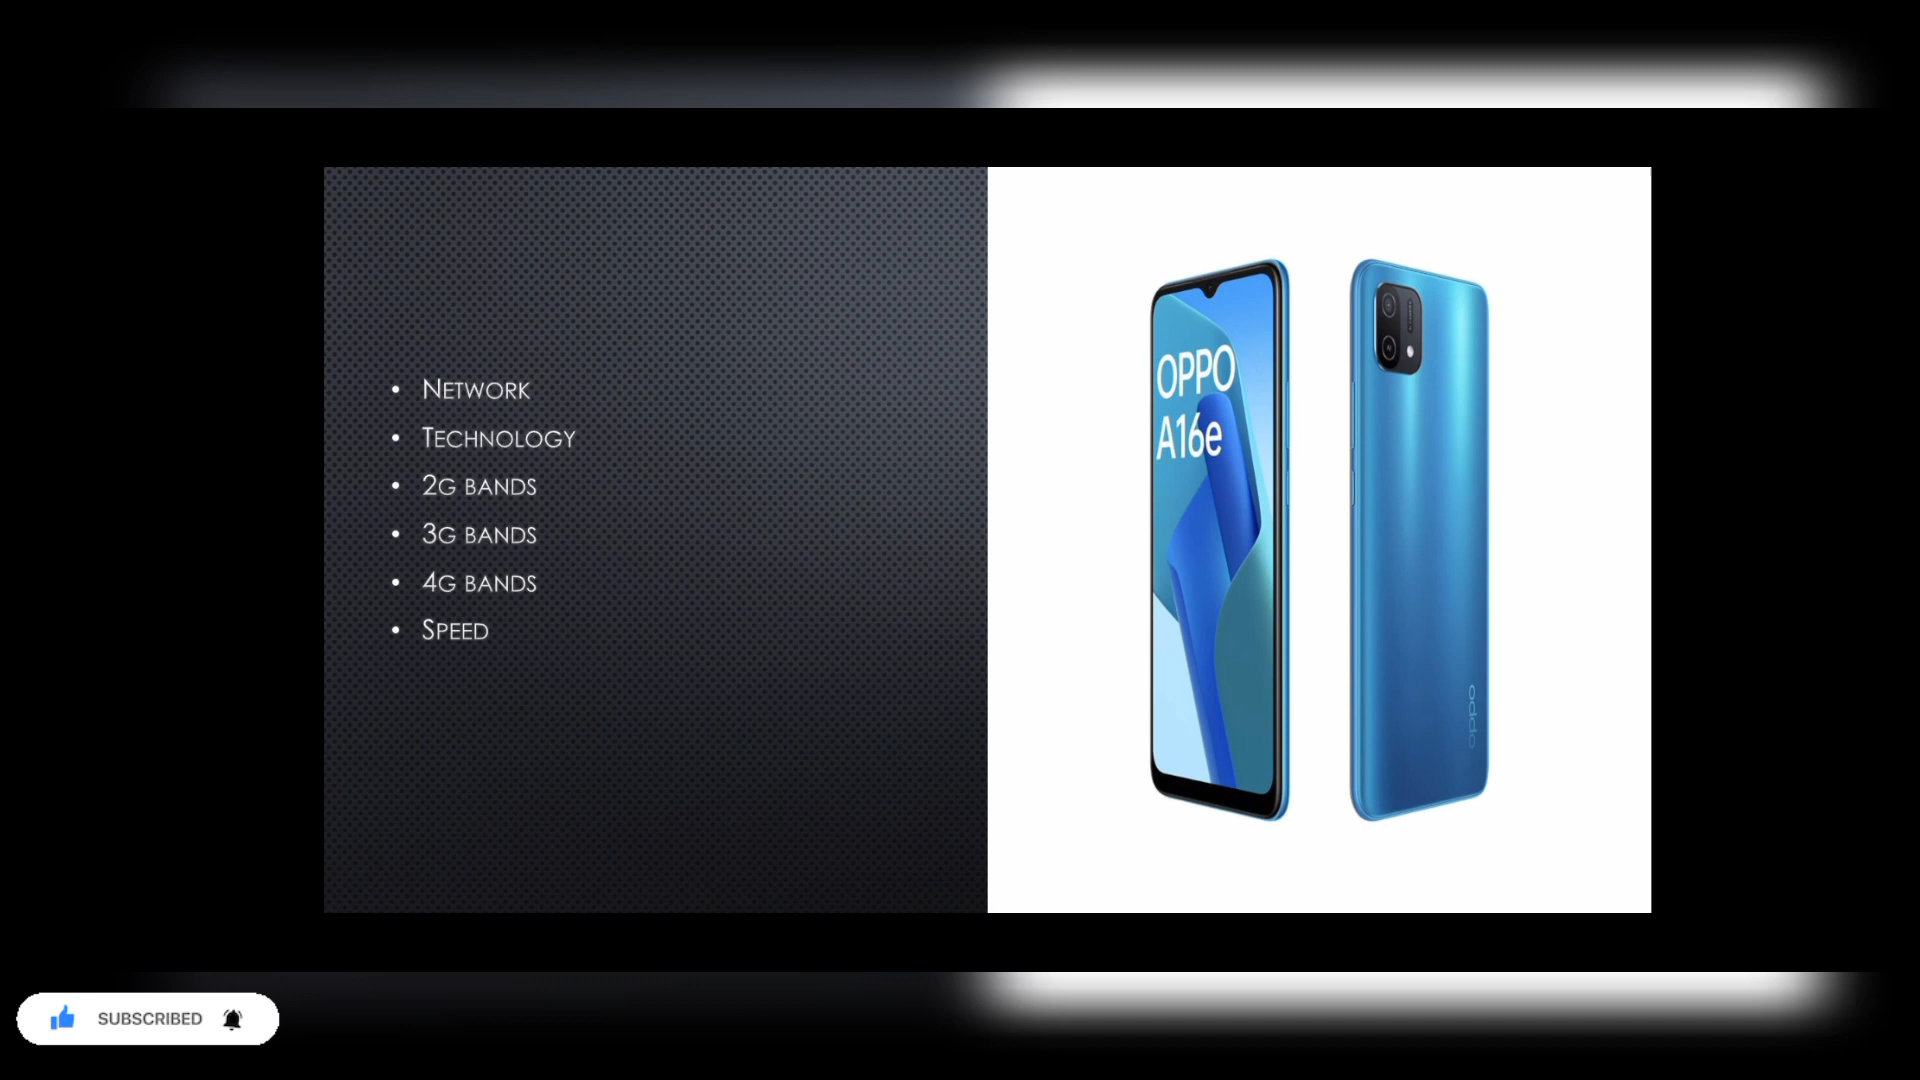 • Network
• Technology
• 2g bands
• 3g bands
• 4g bands
• Speed
OPPO
A16e
oppo
SUBSCRIBED